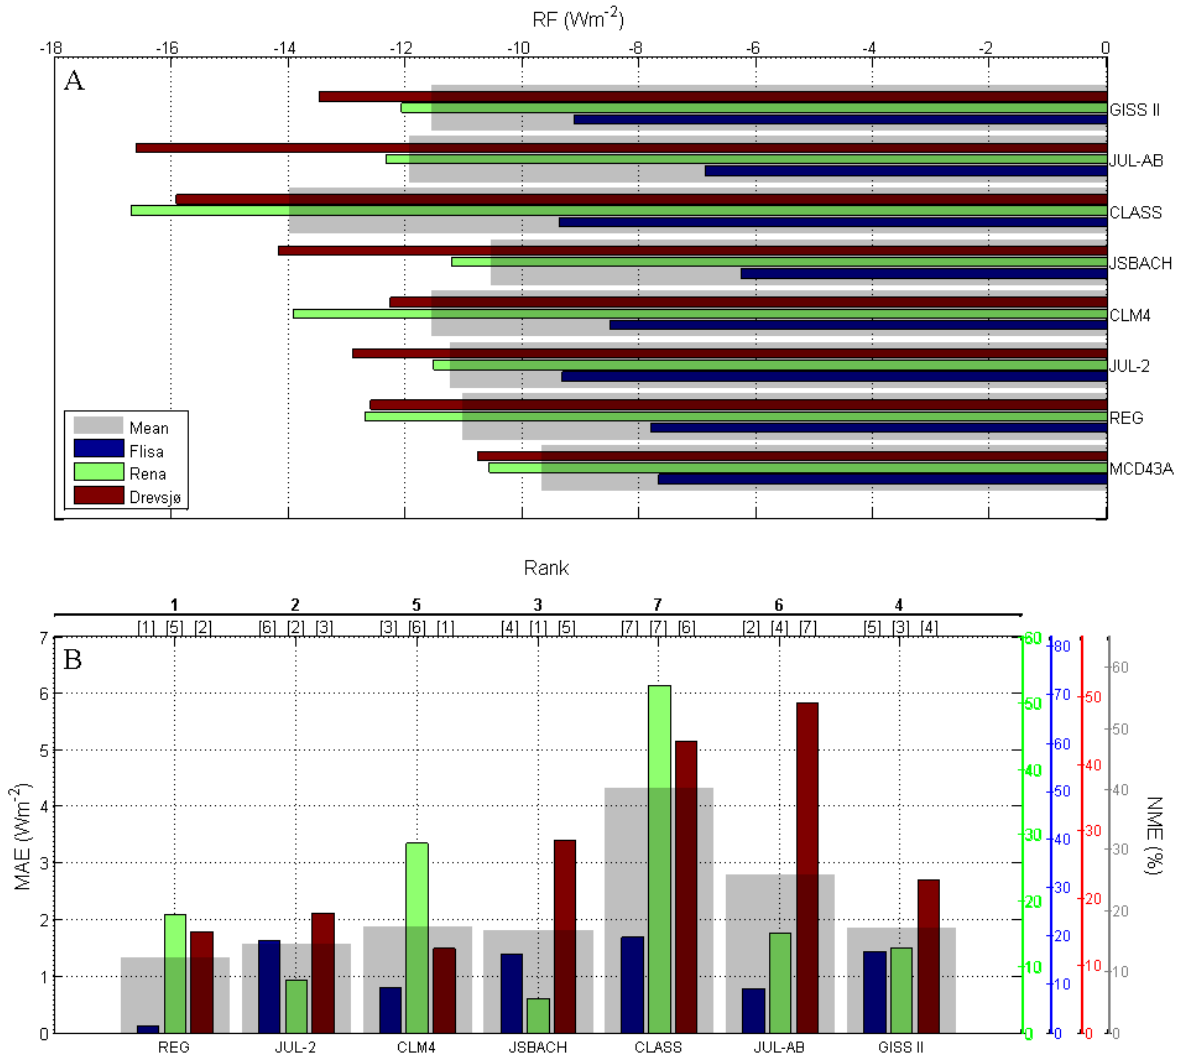 RF (Wm-2)
-18 -16 -14 -12 -10 -8 -6 -4 -2 0
A
GISS II
JUL-AB
CLASS
JSBACH
CLM4
JUL-2
REG
MCD43A
Mean
Flisa
Rena
Drevsjø
Rank
1 2 5 3 7 6 4
[1] [5] [2] [6] [2] [3] [3] [6] [1] [4] [1] [5] [7] [7] [6] [2] [4] [7] [5] [3] [4]
B
MAE (Wm-2)
7
6
5
4
3
2
1
0
60
50
40
30
20
10
0
80
70
60
50
40
30
20
10
0
50
40
30
20
10
0
60
50
40
30
20
10
0
NME (%)
REG JUL-2 CLM4 JSBACH CLASS JUL-AB GISS II